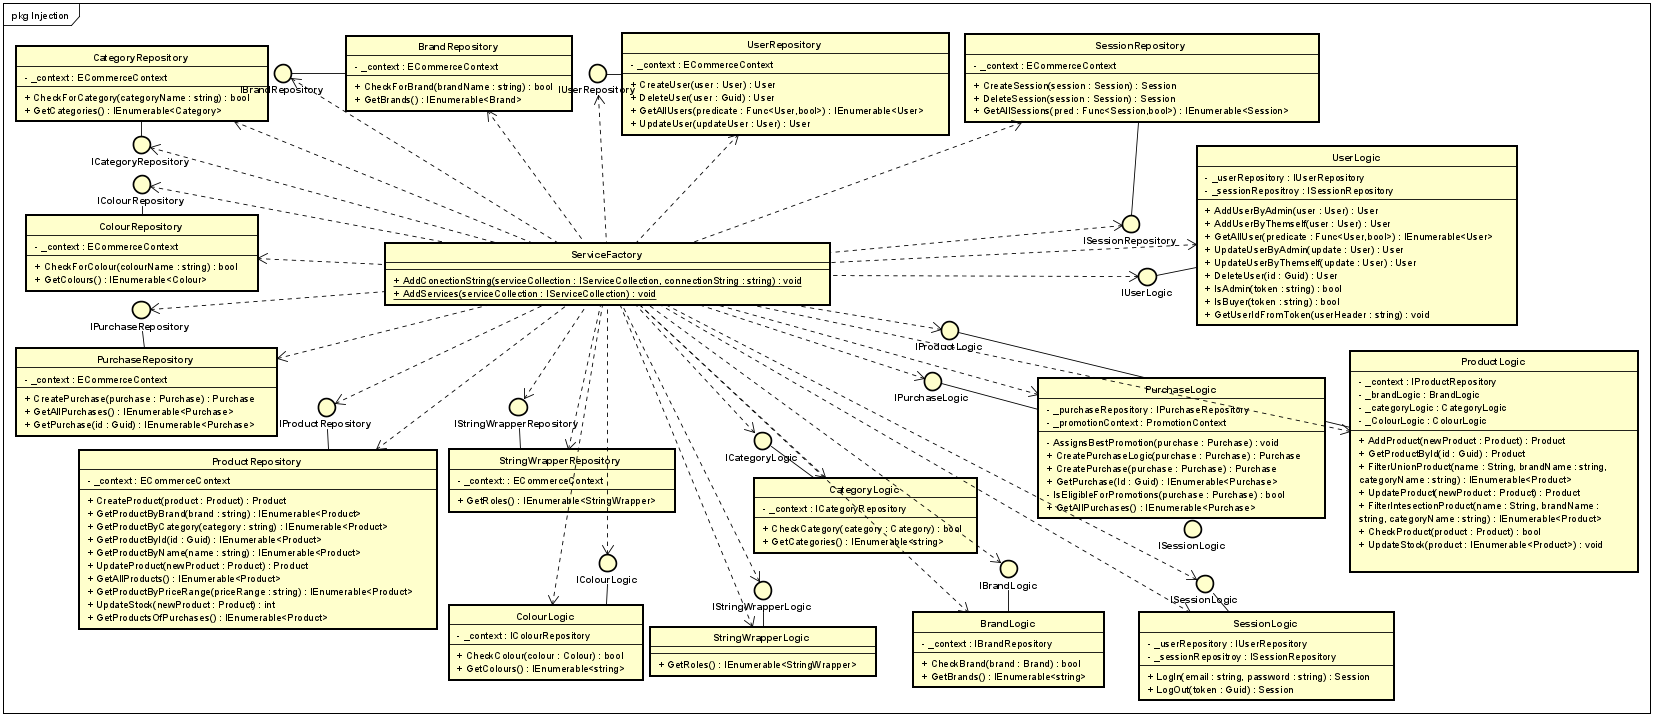 pkg Injection
CategoryRepository
- _context : ECommerceContext
+ CheckForCategory(categoryName : string) : bool
+ GetCategories() : IEnumerable<Category>
IBrandRepository
BrandRepository
- _context : ECommerceContext
+ CheckForBrand(brandName : string) : bool
+ GetBrands() : IEnumerable<Brand>
IUserRepository
UserRepository
- _context : ECommerceContext
+ CreateUser(user : User) : User
+ DeleteUser(user : Guid) : User
+ GetAllUsers(predicate : Func<User,bool>) : IEnumerable<User>
+ UpdateUser(updateUser : User) : User
SessionRepository
- _context : ECommerceContext
+ CreateSession(session : Session) : Session
+ DeleteSession(session : Session) : Session
+ GetAllSessions(pred : Func<Session,bool>) : IEnumerable<Session>
ICategoryRepository
IColourRepository
ColourRepository
- _context : ECommerceContext
+ CheckForColour(colourName : string) : bool
+ GetColours() : IEnumerable<Colour>
ServiceFactory
+ AddConectionString(serviceCollection : IServiceCollection, connectionString : string) : void
+ AddServices(serviceCollection : IServiceCollection) : void
ISessionRepository
IUserLogic
UserLogic
- _userRepository : IUserRepository
- _sessionRepositroy : ISessionRepository
+ AddUserByAdmin(user : User) : User
+ AddUserByThemself(user : User) : User
+ GetAllUser(predicate : Func<User,bool>) : IEnumerable<User>
+ UpdateUserByAdmin(update : User) : User
+ UpdateUserByThemself(update : User) : User
+ DeleteUser(id : Guid) : User
+ IsAdmin(token : string) : bool
+ IsBuyer(token : string) : bool
+ GetUserIdFromToken(userHeader : string) : void
IPurchaseRepository
PurchaseRepository
- _context : ECommerceContext
+ CreatePurchase(purchase : Purchase) : Purchase
+ GetAllPurchases() : IEnumerable<Purchase>
+ GetPurchase(id : Guid) : IEnumerable<Purchase>
IProductLogic
IPurchaseLogic
PurchaseLogic
- _purchaseRepository : IPurchaseRepository
- _promotionContext : PromotionContext
- AssignsBestPromotion(purchase : Purchase) : void
+ CreatePurchaseLogic(purchase : Purchase) : Purchase
+ CreatePurchase(purchase : Purchase) : Purchase
+ GetPurchase(Id : Guid) : IEnumerable<Purchase>
- IsEligibleForPromotions(purchase : Purchase) : bool
+ GetAllPurchases() : IEnumerable<Purchase>
ISessionLogic
ProductLogic
- _context : IProductRepository
- _brandLogic : BrandLogic
- _categoryLogic : CategoryLogic
- _ColourLogic : ColourLogic
+ AddProduct(newProduct : Product) : Product
+ GetProductById(id : Guid) : Product
+ FilterUnionProduct(name : String, brandName : string,
categoryName : string) : IEnumerable<Product>
+ UpdateProduct(newProduct : Product) : Product
+ FilterIntesectionProduct(name : String, brandName :
string, categoryName : string) : IEnumerable<Product>
+ CheckProduct(product : Product) : bool
+ UpdateStock(product : IEnumerable<Product>) : void
IProductRepository
ProductRepository
- _context : ECommerceContext
+ CreateProduct(product : Product) : Product
+ GetProductByBrand(brand : string) : IEnumerable<Product>
+ GetProductByCategory(category : string) : IEnumerable<Product>
+ GetProductById(id : Guid) : IEnumerable<Product>
+ GetProductByName(name : string) : IEnumerable<Product>
+ UpdateProduct(newProduct : Product) : Product
+ GetAllProducts() : IEnumerable<Product>
+ GetProductByPriceRange(priceRange : string) : IEnumerable<Product>
+ UpdateStock(newProduct : Product) : int
+ GetProductsOfPurchases() : IEnumerable<Product>
IStringWrapperRepository
StringWrapperRepository
- _context : ECommerceContext
+ GetRoles() : IEnumerable<StringWrapper>
ICategoryLogic
CategoryLogic
- _context : ICategoryRepository
+ CheckCategory(category : Category) : bool
+ GetCategories() : IEnumerable<string>
IColourLogic
ColourLogic
- _context : IColourRepository
+ CheckColour(colour : Colour) : bool
+ GetColours() : IEnumerable<string>
IStringWrapperLogic
StringWrapperLogic
+ GetRoles() : IEnumerable<StringWrapper>
IBrandLogic
BrandLogic
- _context : IBrandRepository
+ CheckBrand(brand : Brand) : bool
+ GetBrands() : IEnumerable<string>
ISessionLogic
SessionLogic
- _userRepository : IUserRepository
- _sessionRepositroy : ISessionRepository
+ LogIn(email : string, password : string) : Session
+ LogOut(token : Guid) : Session